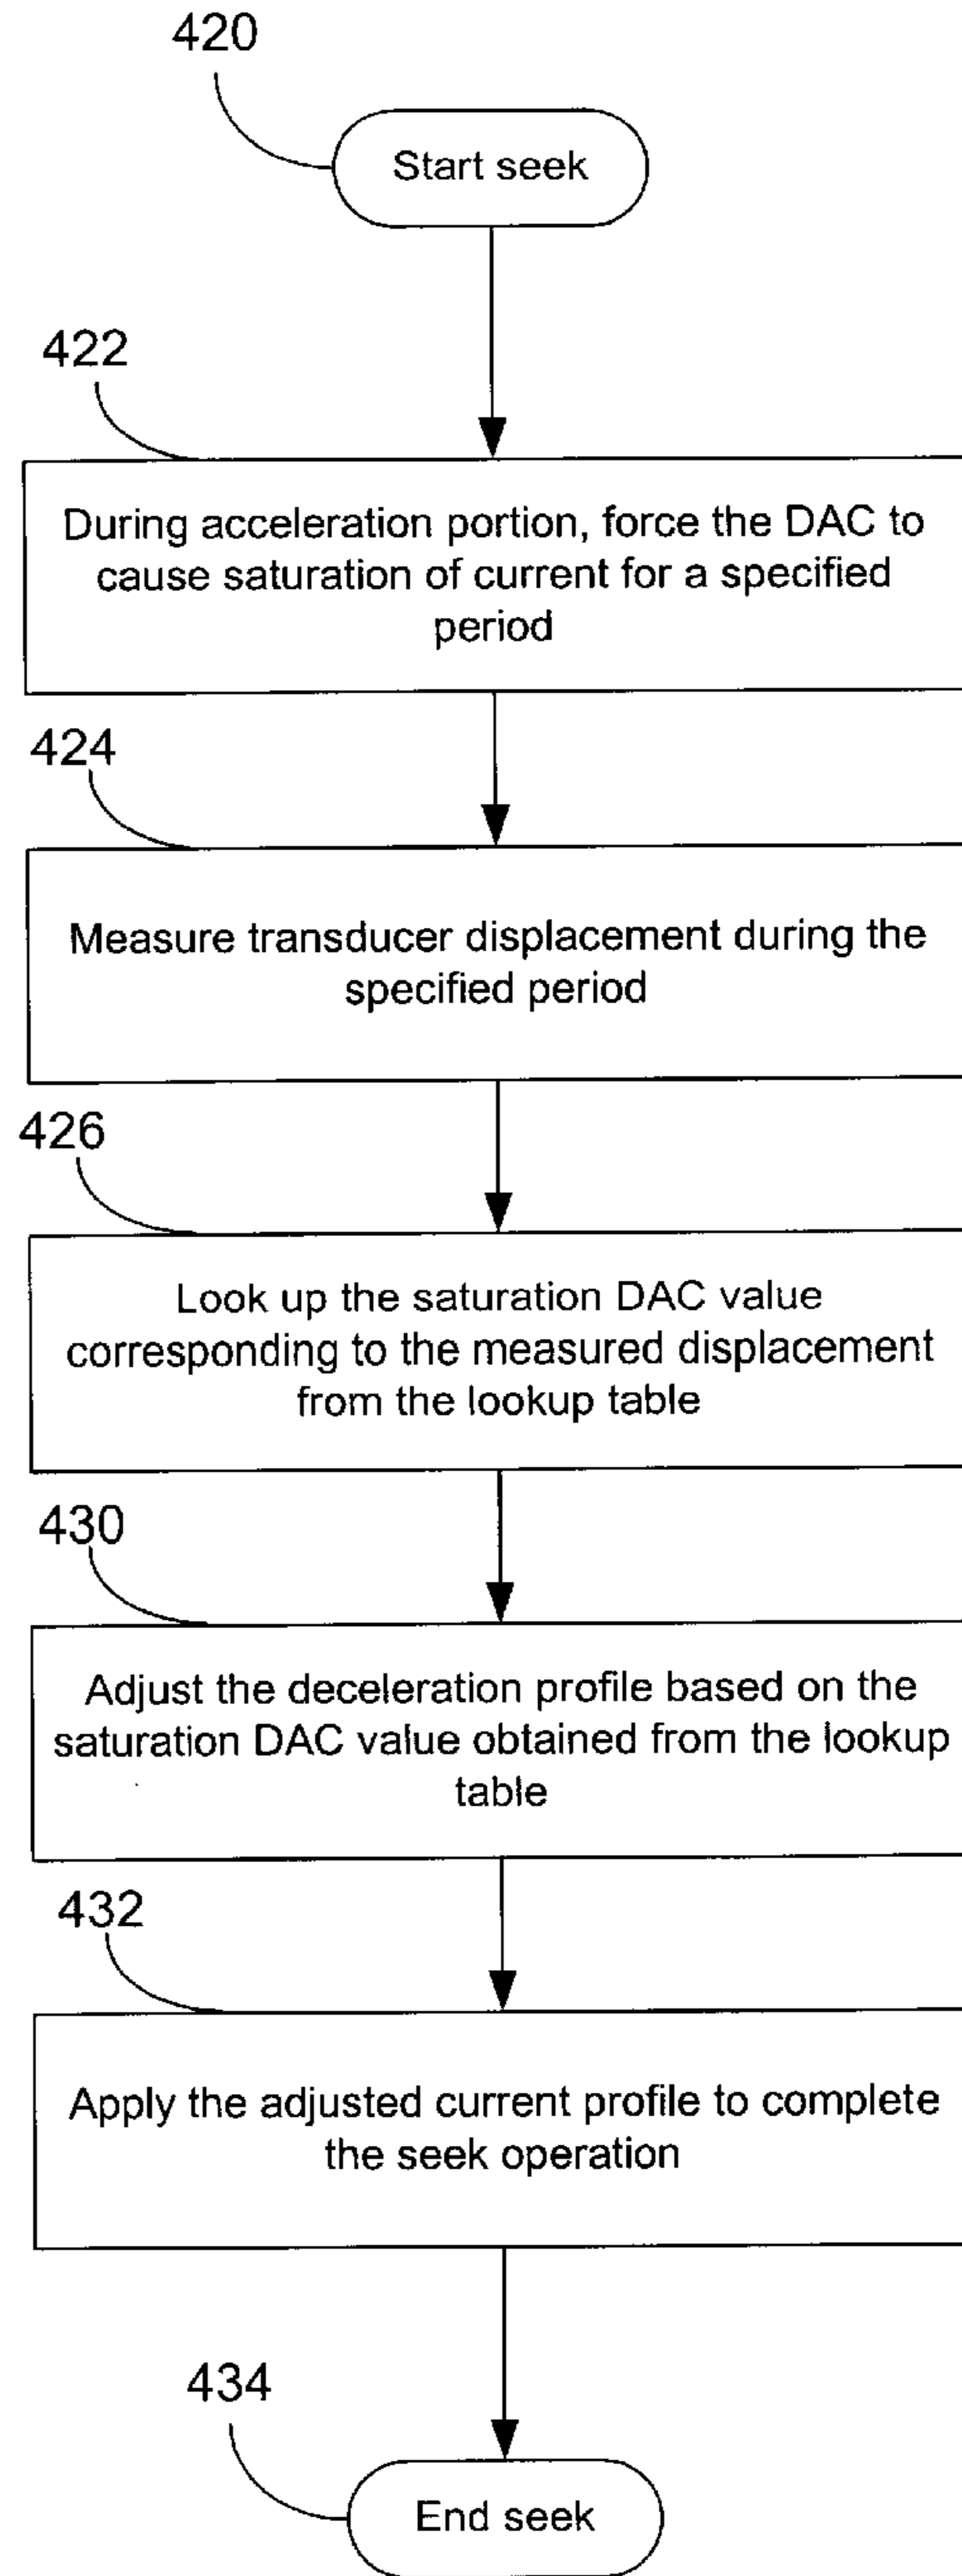 420
Start seek
422
During acceleration portion, force the DAC to
cause saturation of current for a specified
period
424
Measure transducer displacement during the
specified period
426
Look up the saturation DAC value
corresponding to the measured displacement
from the lookup table
430
Adjust the deceleration profile based on the
saturation DAC value obtained from the lookup
table
432
Apply the adjusted current profile to complete
the seek operation
434
End seek